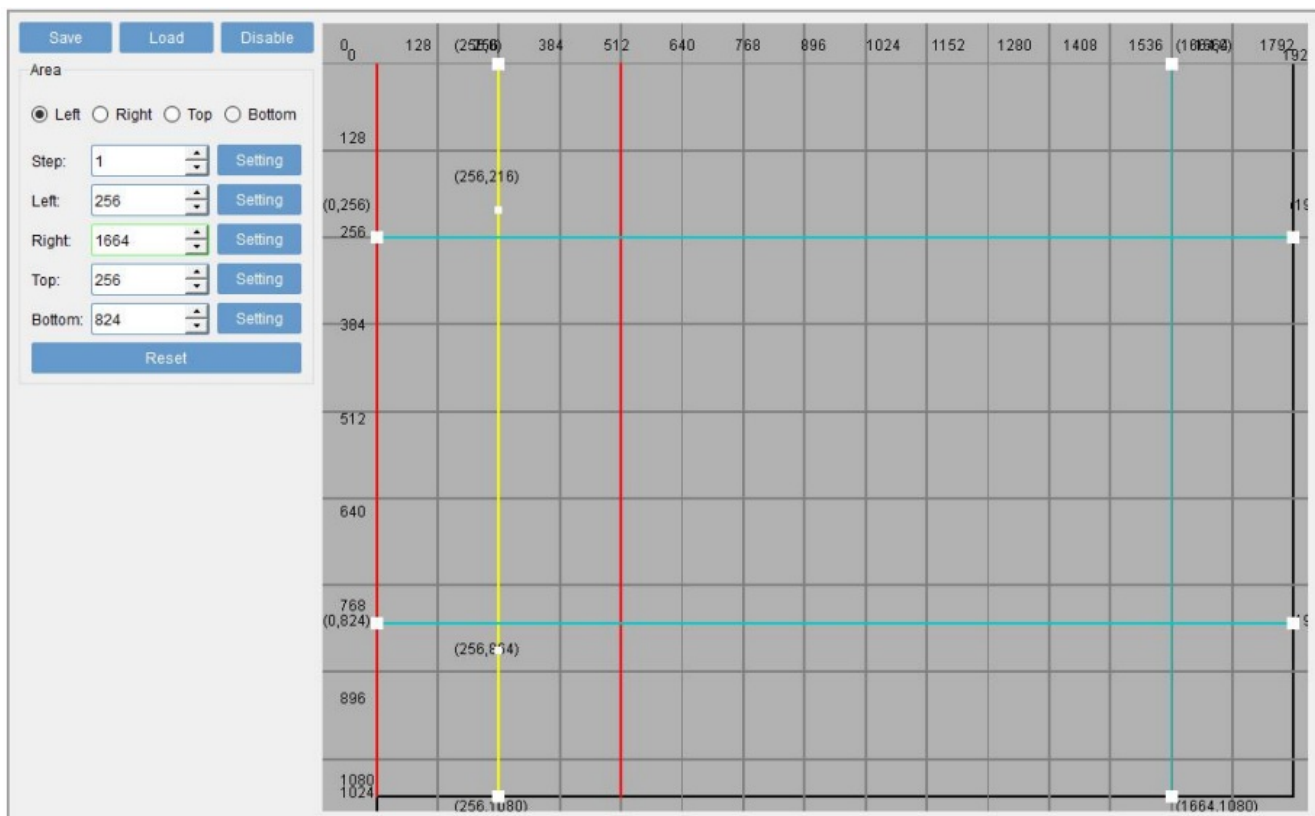 Save Load Disable
Area
Left Right Top Bottom
Step: 1 Setting
Left: 256 Setting
Right: 1664 Setting
Top: 256 Setting
Bottom: 824 Setting
Reset
0 128 384 512 640 768 896 1024 1152 1280 1408 1536 1792
0
128
(256,216)
(0,256)
256
384
512
640
768
(0,824)
(256,864)
896
1080
1024
(256,1080) (1664,1080)